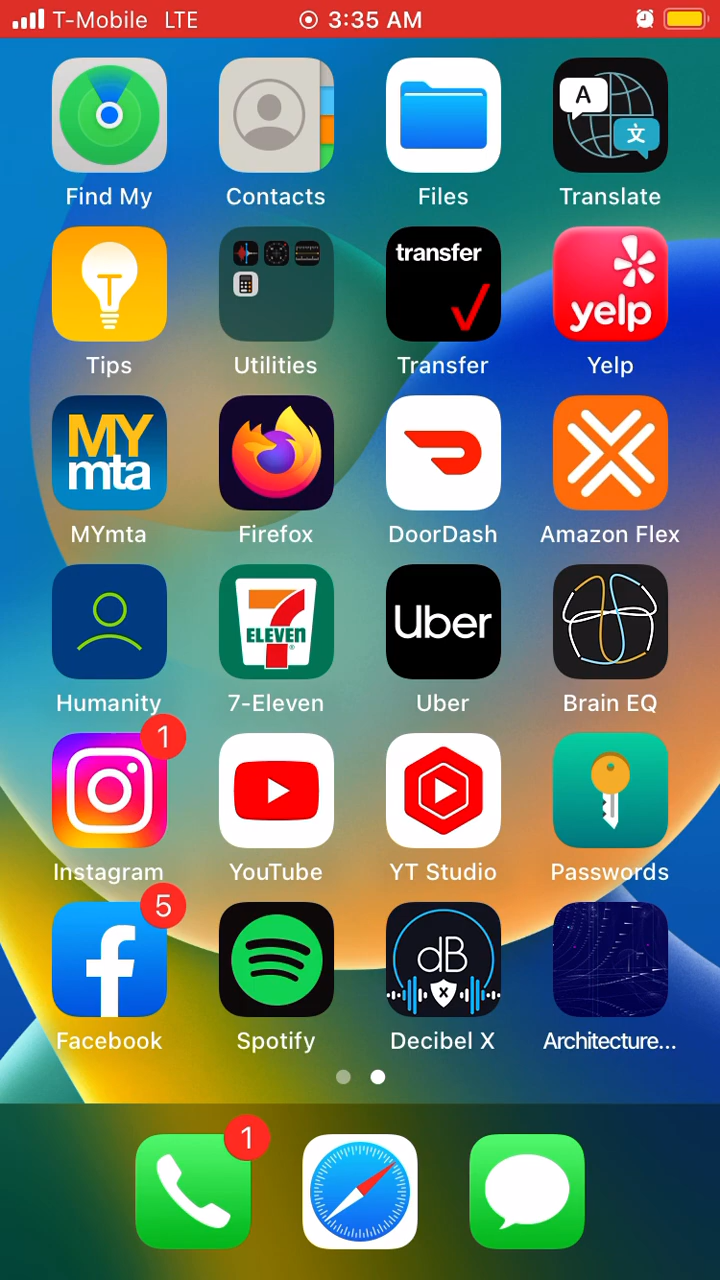 T-Mobile LTE 3:35 AM
A 文
Find My Contacts Files Translate
transfer
yelp
Tips Utilities Transfer Yelp
MY
mta
MYmta Firefox DoorDash Amazon Flex
7
ELEVEN
Uber
Humanity 7-Eleven Uber Brain EQ
1
Instagram YouTube YT Studio Passwords
5
f
dB
X
Facebook Spotify Decibel X Architecture...
1